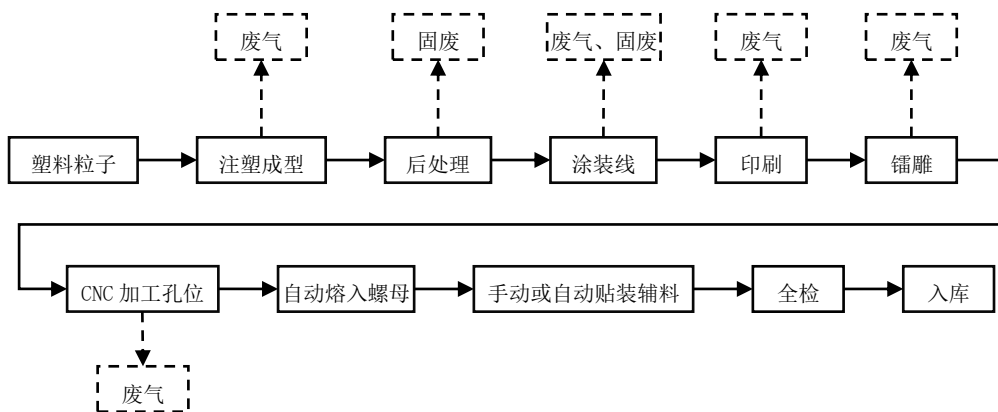 废气
固废
废气、固废
废气
废气
塑料粒子
注塑成型
后处理
涂装线
印刷
镭雕
CNC 加工孔位
自动熔入螺母
手动或自动贴装辅料
全检
入库
废气